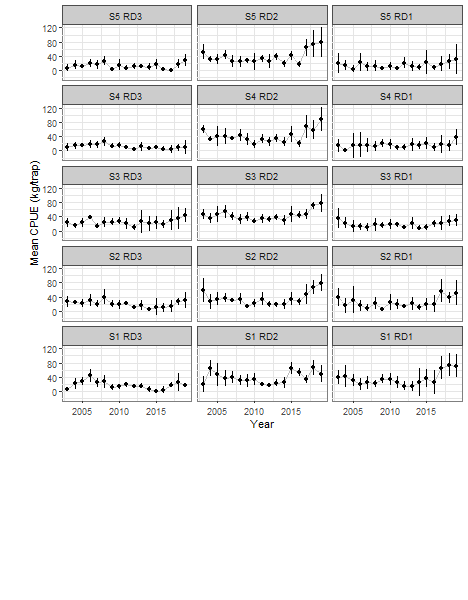 S5 RD3 S5 RD2 S5 RD1
120
80
40
0
S4 RD3 S4 RD2 S4 RD1
120
80
40
0
S3 RD3 S3 RD2 S3 RD1
120
80
40
0
S2 RD3 S2 RD2 S2 RD1
120
80
40
0
S1 RD3 S1 RD2 S1 RD1
120
80
40
0
2005 2010 2015 2005 2010 2015 2005 2010 2015
Year
Mean CPUE (kg/trap)